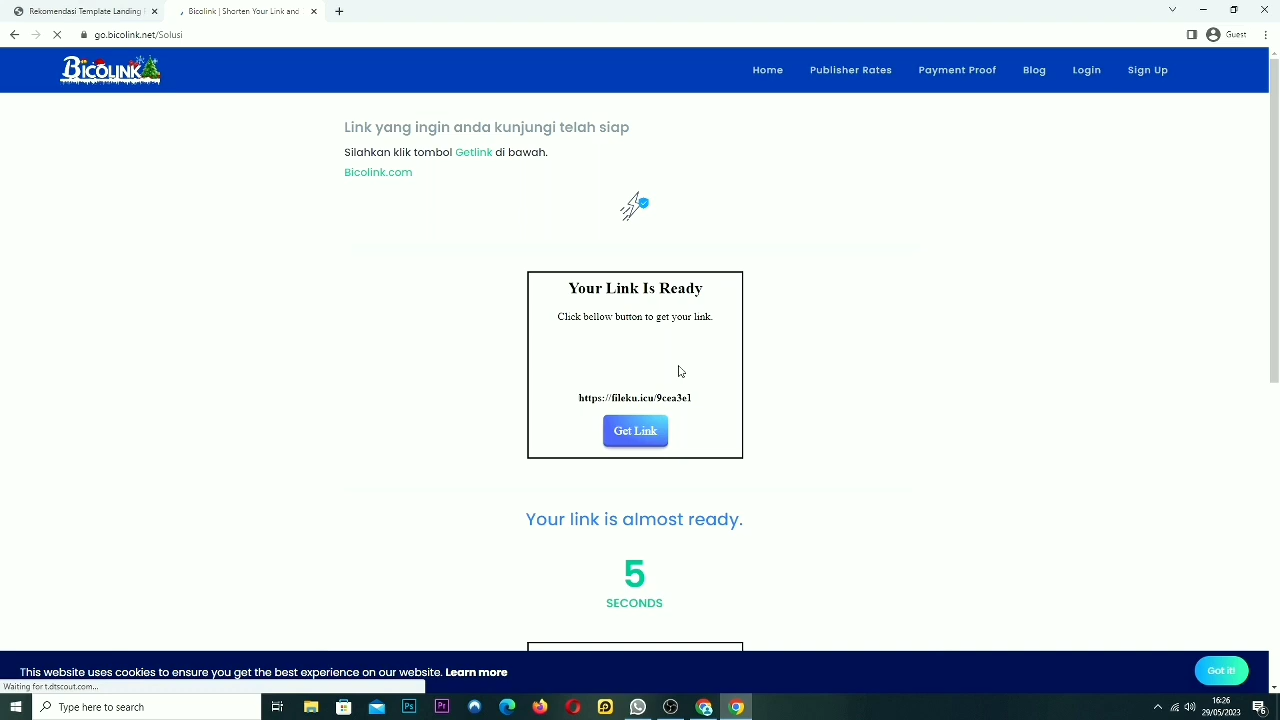 Rekomendasi Template Landing P
Bicolink | Shorten Your Link and
go.bicolink.net/Solusi
Guest
BICOLINK
Home
Publisher Rates
Payment Proof
Blog
Login
Sign Up
Link yang ingin anda kunjungi telah siap
Silahkan klik tombol Getlink di bawah.
Bicolink.com
Your Link Is Ready
Click bellow button to get your link.
https://fileku.icu/9cea3e1
Get Link
Your link is almost ready.
5
SECONDS
This website uses cookies to ensure you get the best experience on our website. Learn more
Got it!
Waiting for t.dtscout.com...
Type here to search
Ps
Pr
16:26
29/05/2023
6